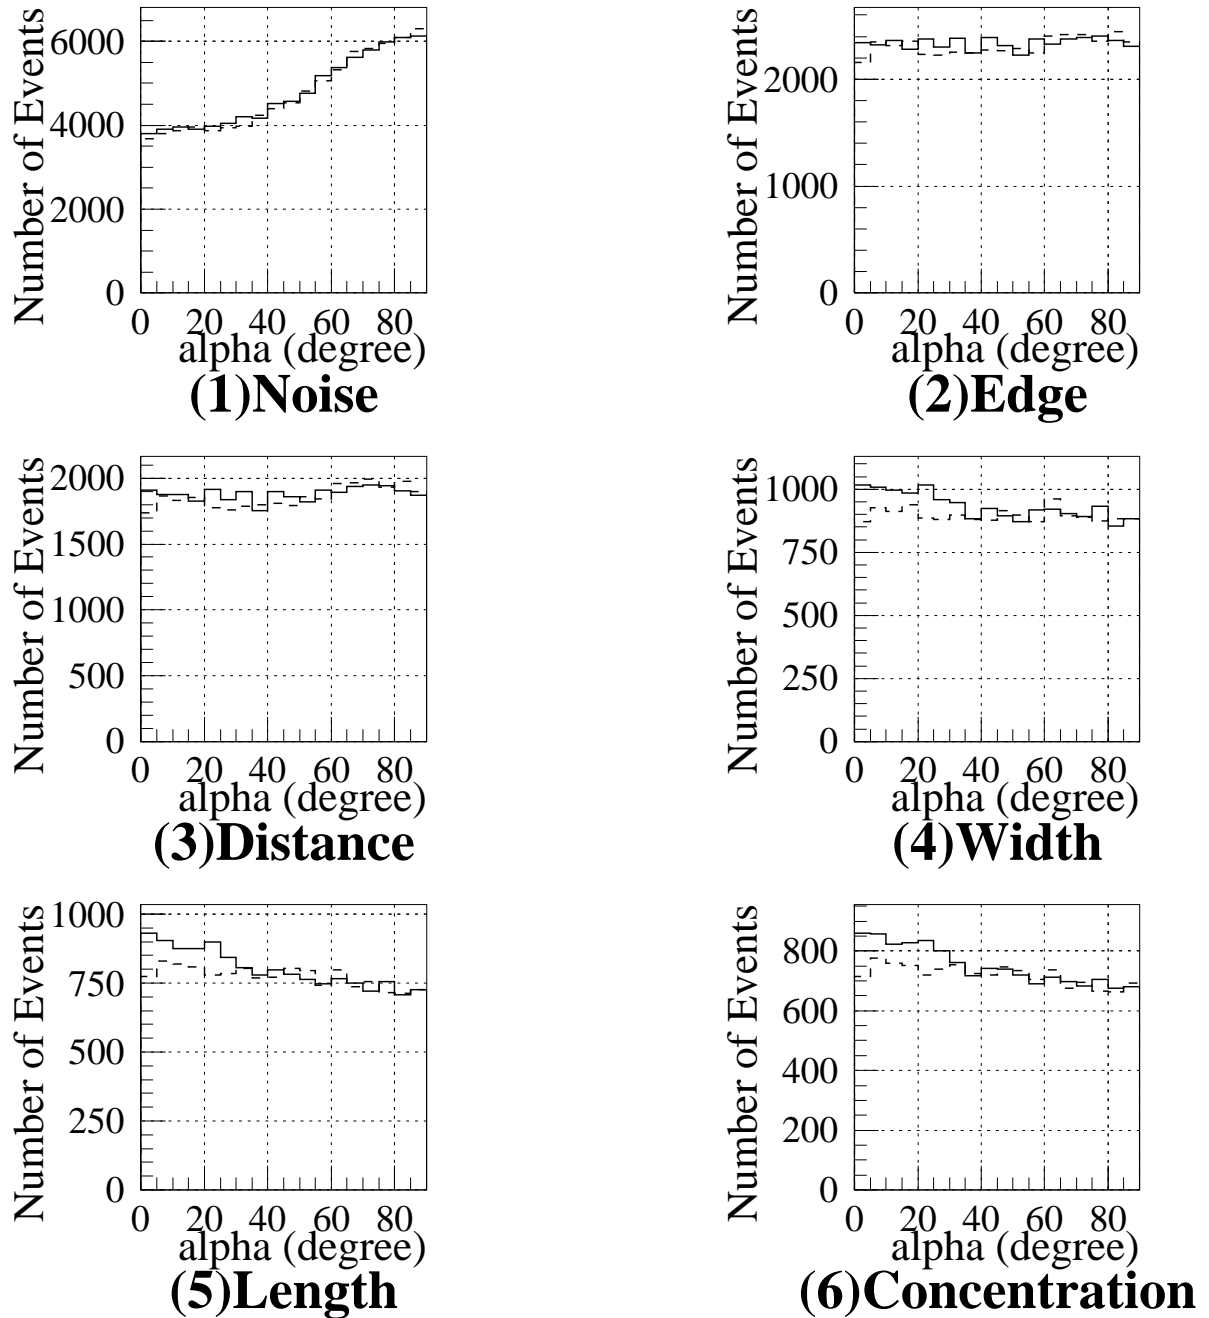 Number of Events
6000
4000
2000
0
0 20 40 60 80
alpha (degree)
(1)Noise
Number of Events
2000
1000
0
0 20 40 60 80
alpha (degree)
(2)Edge
Number of Events
2000
1500
1000
500
0
0 20 40 60 80
alpha (degree)
(3)Distance
Number of Events
1000
750
500
250
0
0 20 40 60 80
alpha (degree)
(4)Width
Number of Events
1000
750
500
250
0
0 20 40 60 80
alpha (degree)
(5)Length
Number of Events
800
600
400
200
0
0 20 40 60 80
alpha (degree)
(6)Concentration